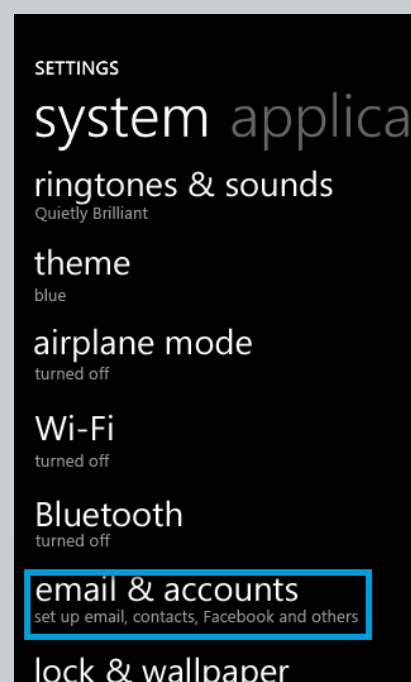 SETTINGS
system applica
ringtones & sounds
Quietly Brilliant
theme
blue
airplane mode
turned off
Wi-Fi
turned off
Bluetooth
turned off
email & accounts
set up email, contacts, Facebook and others
lock & wallpaper